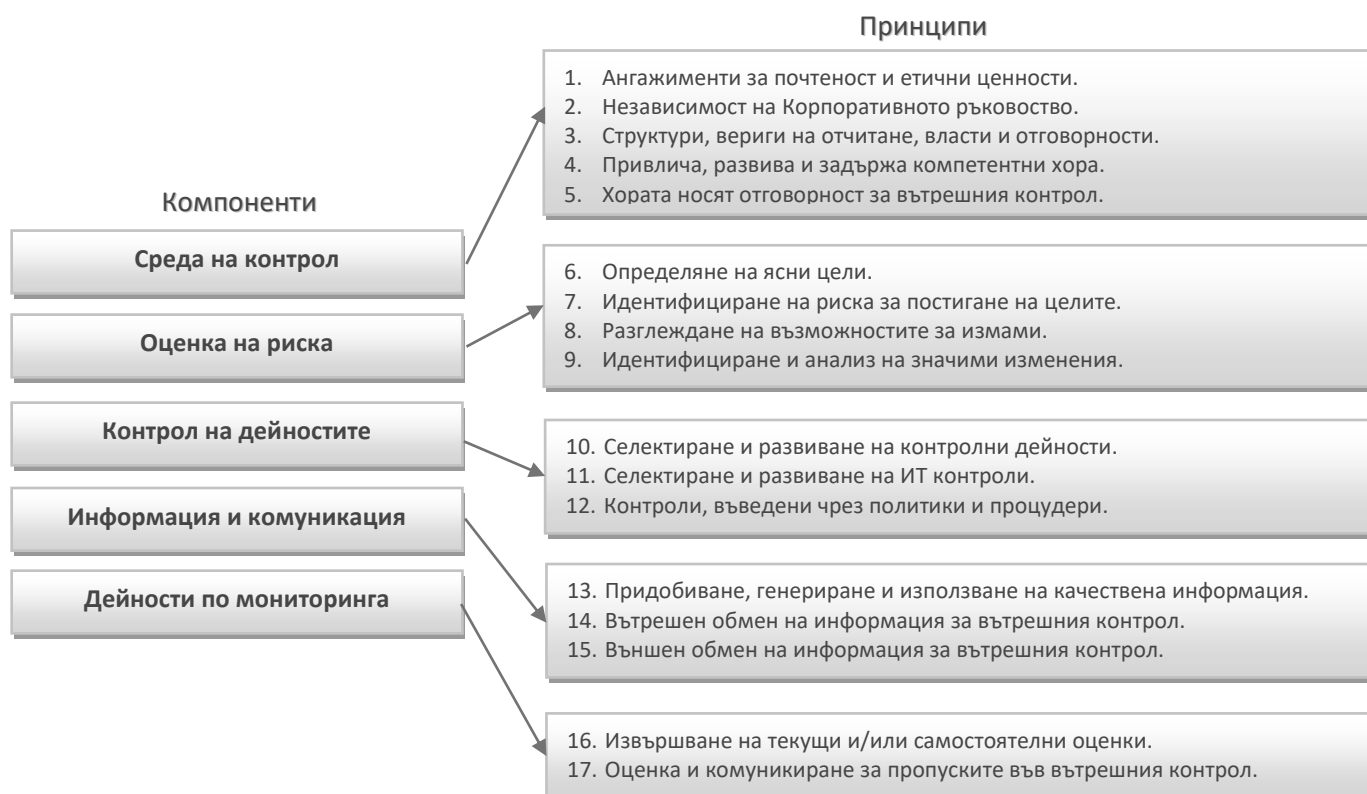 Принципи
1. Ангажименти за почтеност и етични ценности.
2. Независимост на Корпоративното ръковоство.
3. Структури, вериги на отчитане, власти и отговорности.
4. Привлича, развива и задържа компетентни хора.
5. Хората носят отговорност за вътрешния контрол.
Компоненти
Среда на контрол
Оценка на риска
Контрол на дейностите
Информация и комуникация
Дейности по мониторинга
6. Определяне на ясни цели.
7. Идентифициране на риска за постигане на целите.
8. Разглеждане на възможностите за измами.
9. Идентифициране и анализ на значими изменения.
10. Селектиране и развиване на контролни дейности.
11. Селектиране и развиване на ИТ контроли.
12. Контроли, въведени чрез политики и процудери.
13. Придобиване, генериране и използване на качествена информация.
14. Вътрешен обмен на информация за вътрешния контрол.
15. Външен обмен на информация за вътрешния контрол.
16. Извършване на текущи и/или самостоятелни оценки.
17. Оценка и комуникиране за пропуските във вътрешния контрол.